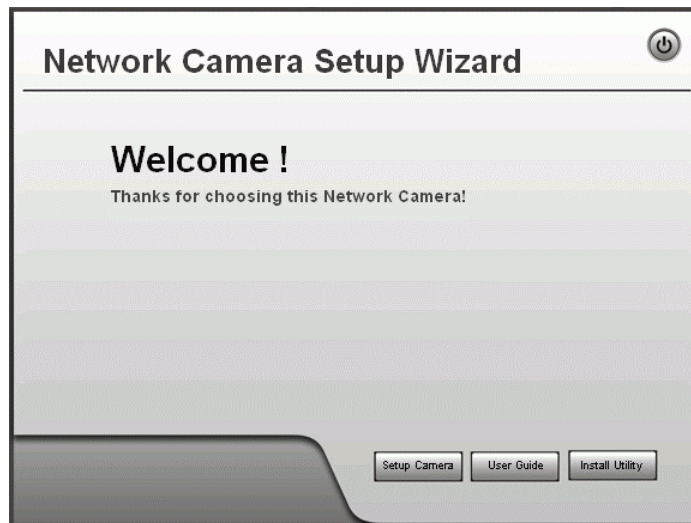 Network Camera Setup Wizard
Welcome !
Thanks for choosing this Network Camera!
Setup Camera
User Guide
Install Utility